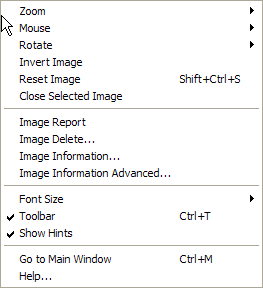 Zoom
Mouse
Rotate
Invert Image
Reset Image Shift+Ctrl+S
Close Selected Image
Image Report
Image Delete...
Image Information...
Image Information Advanced...
Font Size
Toolbar Ctrl+T
Show Hints
Go to Main Window Ctrl+M
Help...